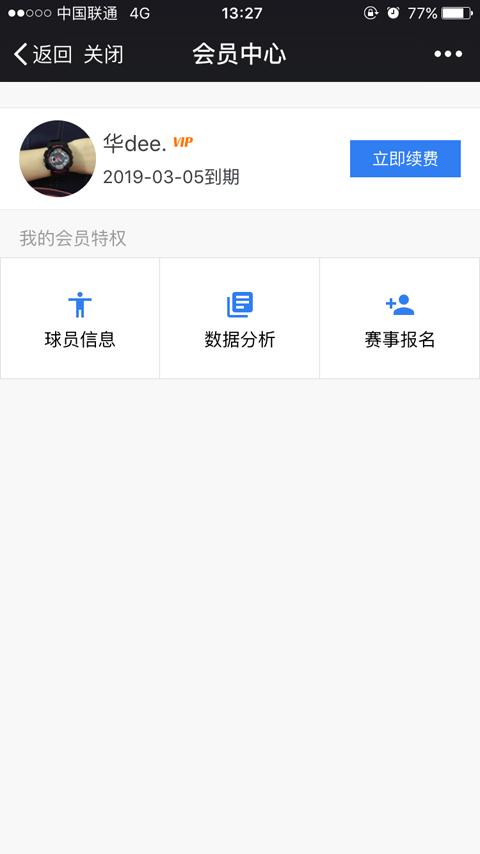 中国联通 4G 13:27 77%
返回 关闭 会员中心
华dee. VIP
2019-03-05到期
立即续费
我的会员特权
球员信息 数据分析 赛事报名